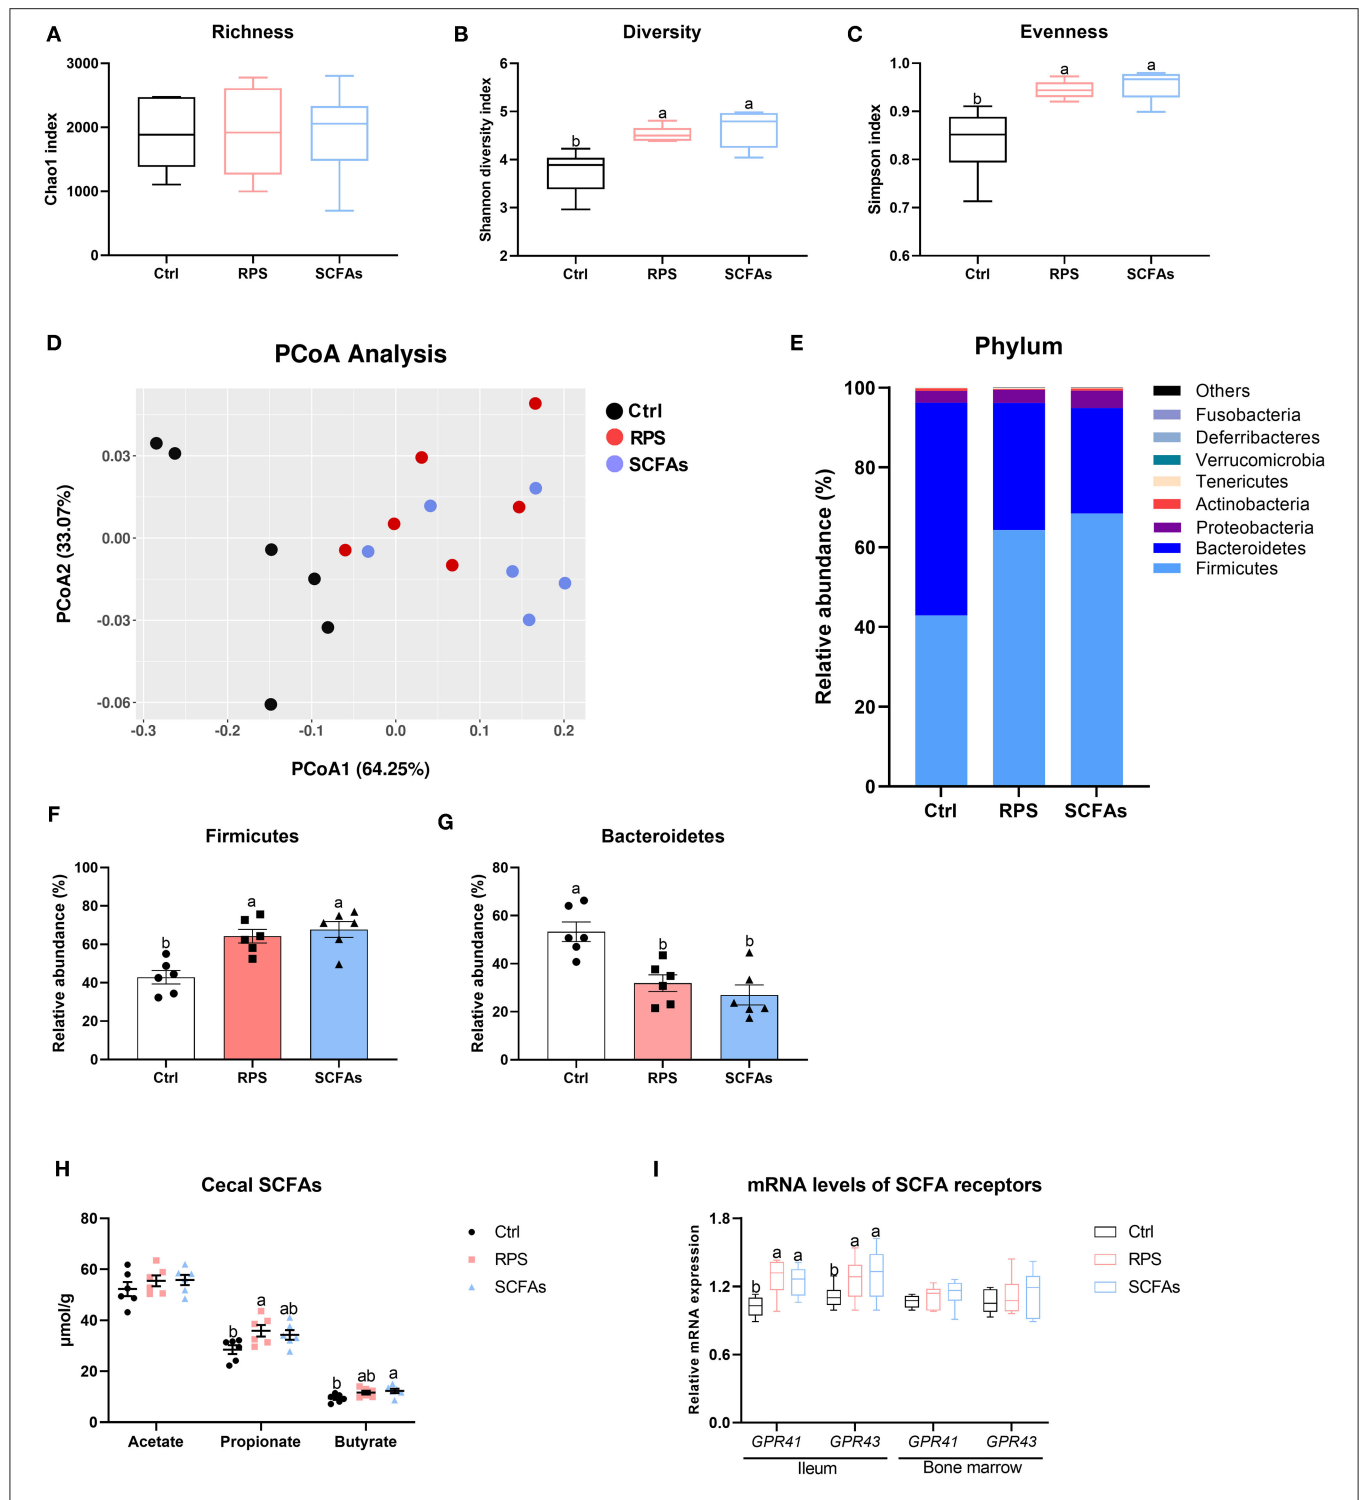 A Richness
3000
2000
1000
0
Chao1 index
Ctrl RPS SCFAs
B Diversity
6
5
4
3
2
Shannon diversity index
b a a
Ctrl RPS SCFAs
C Evenness
1.0
0.9
0.8
0.7
0.6
Simpson index
b a a
Ctrl RPS SCFAs
D PCoA Analysis
0.03
0.00
-0.03
-0.06
PCoA2 (33.07%)
-0.3 -0.2 -0.1 0.0 0.1 0.2
PCoA1 (64.25%)
Ctrl
RPS
SCFAs
E Phylum
100
80
60
40
20
0
Relative abundance (%)
Ctrl RPS SCFAs
Others
Fusobacteria
Deferribacteres
Verrucomicrobia
Tenericutes
Actinobacteria
Proteobacteria
Bacteroidetes
Firmicutes
F Firmicutes
100
80
60
40
20
0
Relative abundance (%)
b a a
Ctrl RPS SCFAs
G Bacteroidetes
80
60
40
20
0
Relative abundance (%)
a b b
Ctrl RPS SCFAs
H Cecal SCFAs
80
60
40
20
0
μmol/g
b a ab
b ab a
Acetate Propionate Butyrate
Ctrl
RPS
SCFAs
I mRNA levels of SCFA receptors
1.8
1.2
0.6
0.0
Relative mRNA expression
b a a b a a
GPR41 GPR43 GPR41 GPR43
Ileum Bone marrow
Ctrl
RPS
SCFAs